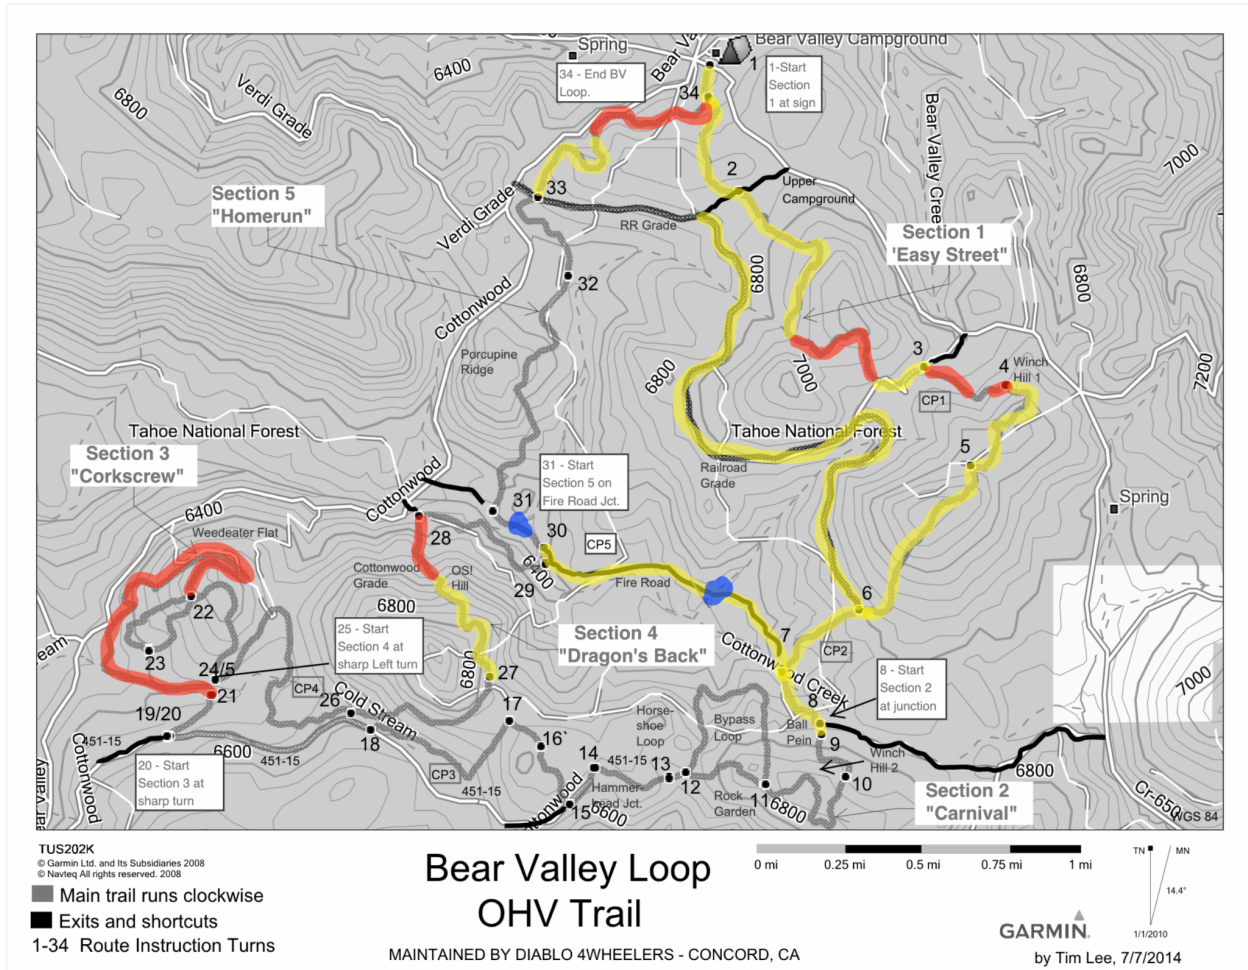 Spring
Bear Va
Bear Valley Campground
1
1-Start
Section
1 at sign
34 - End BV
Loop.
34
6400
6800
Verdi Grade
Bear Valley Creek
7000
2
Upper
Campground
Section 5
"Homerun"
33
Verdi Grade
RR Grade
Section 1
'Easy Street"
6800
6800
32
Cottonwood
Porcupine
Ridge
6800
7000
3
4
Winch
Hill 1
7200
CP1
Tahoe National Forest
Tahoe National Forest
5
Section 3
"Corkscrew"
Cottonwood
31 - Start
Section 5 on
Fire Road Jct.
Railroad
Grade
Spring
6400
Weedeater Flat
31
30
28
CP5
Cottonwood
Grade
OS!
Hill
6400
29
Fire Road
22
6800
6
25 - Start
Section 4 at
sharp Left turn
Section 4
"Dragon's Back"
7
CP2
Cottonwood Creek
eam
23
24/5
21
6800
27
8 - Start
Section 2
at junction
7000
CP4
26
Cold Stream
19/20
17
Horse-
shoe
Loop
Bypass
Loop
8
Ball
Pein
9
451-15
6600
451-15
18
16`
14
451-15
13
12
Winch
Hill 2
6800
Cottonwood
20 - Start
Section 3 at
sharp turn
CP3
451-15
Hammer-
head Jct.
Rock
Garden
11
6800
10
Section 2
"Carnival"
Cr-650
ttonwood
15
6600
WGS 84
TUS202K
© Garmin Ltd. and Its Subsidiaries 2008
© Navteq All rights reserved. 2008
Main trail runs clockwise
Exits and shortcuts
1-34 Route Instruction Turns
Bear Valley Loop
OHV Trail
MAINTAINED BY DIABLO 4WHEELERS - CONCORD, CA
0 mi
0.25 mi
0.5 mi
0.75 mi
1 mi
TN
MN
14.4°
1/1/2010
GARMIN
by Tim Lee, 7/7/2014